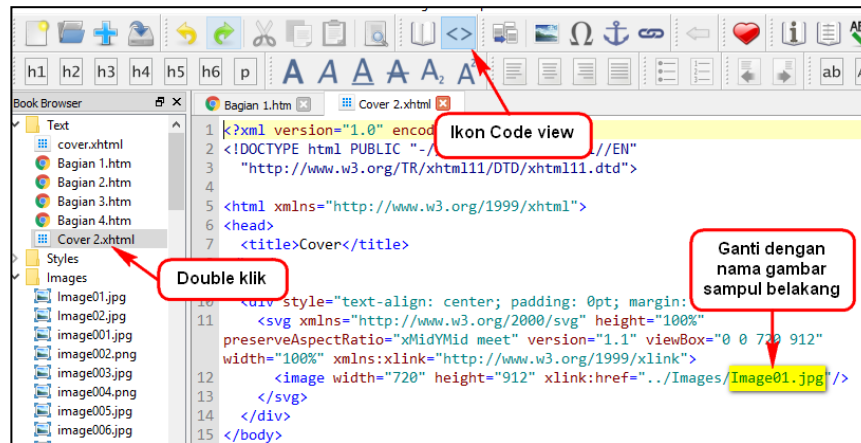 h1 h2 h3 h4 h5 h6 p A A A A A₂ A² ab
Book Browser
Bagian 1.htm
Cover 2.xhtml
Text
cover.xhtml
Bagian 1.htm
Bagian 2.htm
Bagian 3.htm
Bagian 4.htm
Cover 2.xhtml
Styles
Images
Image01.jpg
Image02.jpg
image001.jpg
image002.png
image003.jpg
image004.png
image005.jpg
image006.jpg
Ikon Code view
Double klik
Ganti dengan
nama gambar
sampul belakang
1 <?xml version="1.0" encod
2 <!DOCTYPE html PUBLIC "-/ //EN"
3 "http://www.w3.org/TR/xhtml11/DTD/xhtml11.dtd">
4
5 <html xmlns="http://www.w3.org/1999/xhtml">
6 <head>
7 <title>Cover</title>
10 <div style="text-align: center; padding: 0pt; margin:
11 <svg xmlns="http://www.w3.org/2000/svg" height="100%"
preserveAspectRatio="xMidYMid meet" version="1.1" viewBox="0 0 720 912"
width="100%" xmlns:xlink="http://www.w3.org/1999/xlink">
12 <image width="720" height="912" xlink:href="../Images/Image01.jpg"/>
13 </svg>
14 </div>
15 </body>